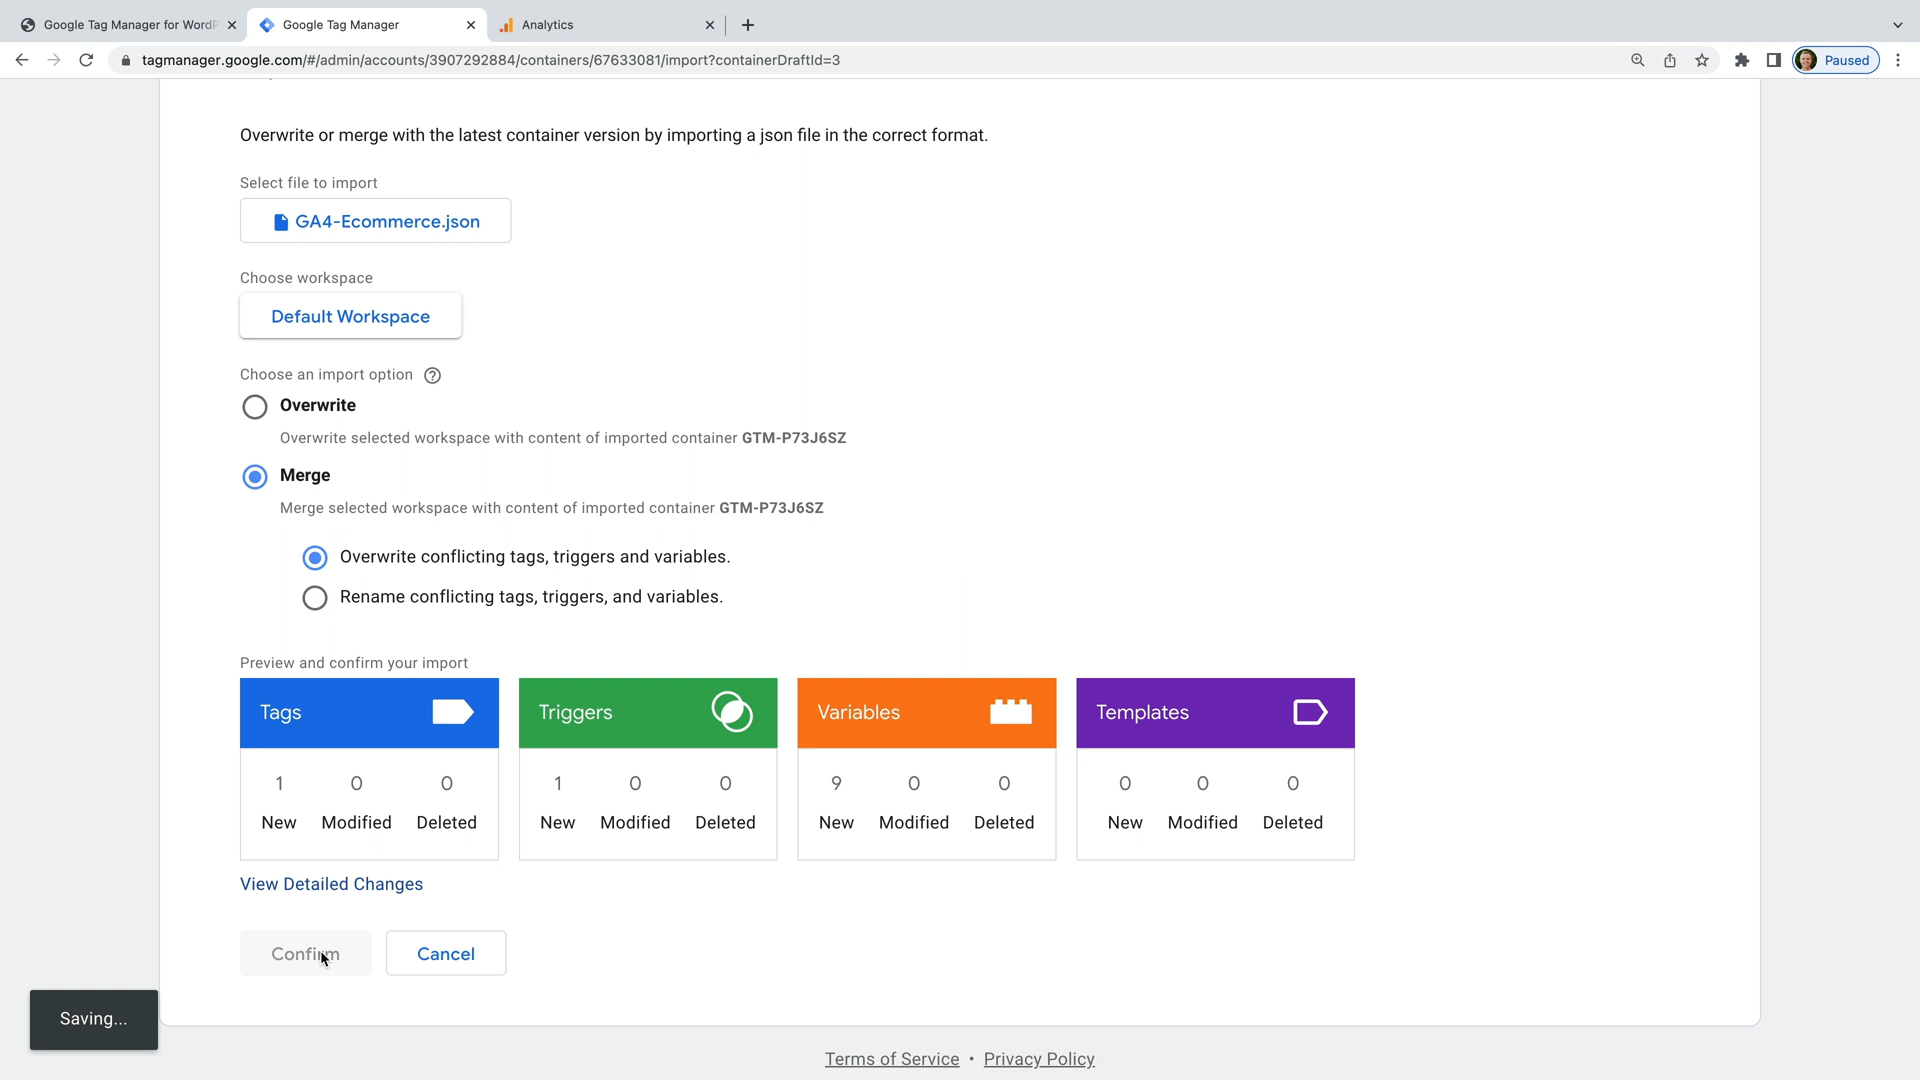 Google Tag Manager for WordP
Google Tag Manager
Analytics
tagmanager.google.com/#/admin/accounts/3907292884/containers/67633081/import?containerDraftId=3
Paused
Overwrite or merge with the latest container version by importing a json file in the correct format.
Select file to import
GA4-Ecommerce.json
Choose workspace
Default Workspace
Choose an import option
Overwrite
Overwrite selected workspace with content of imported container GTM-P73J6SZ
Merge
Merge selected workspace with content of imported container GTM-P73J6SZ
Overwrite conflicting tags, triggers and variables.
Rename conflicting tags, triggers, and variables.
Preview and confirm your import
Tags
1 0 0
New Modified Deleted
Triggers
1 0 0
New Modified Deleted
Variables
9 0 0
New Modified Deleted
Templates
0 0 0
New Modified Deleted
View Detailed Changes
Confirm
Cancel
Saving...
Terms of Service • Privacy Policy